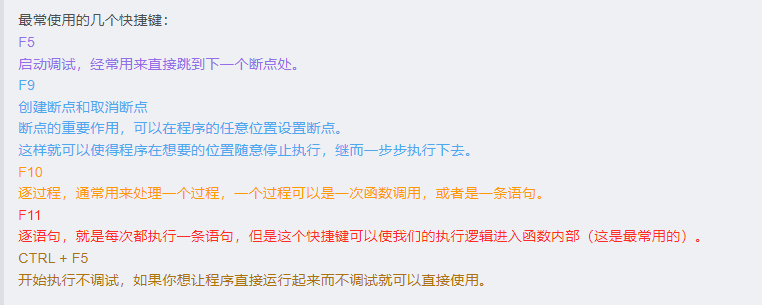 最常使用的几个快捷键：
F5
启动调试，经常用来直接跳到下一个断点处。
F9
创建断点和取消断点
断点的重要作用，可以在程序的任意位置设置断点。
这样就可以使得程序在想要的位置随意停止执行，继而一步步执行下去。
F10
逐过程，通常用来处理一个过程，一个过程可以是一次函数调用，或者是一条语句。
F11
逐语句，就是每次都执行一条语句，但是这个快捷键可以使我们的执行逻辑进入函数内部（这是最常用的）。
CTRL + F5
开始执行不调试，如果你想让程序直接运行起来而不调试就可以直接使用。